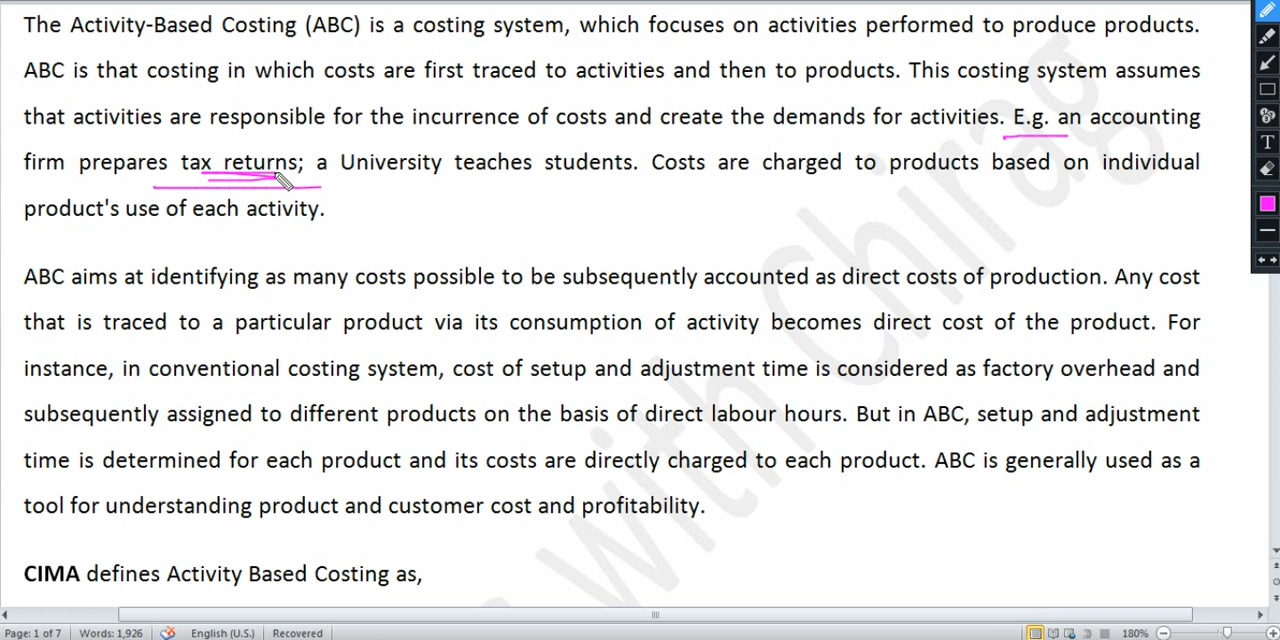 The Activity-Based Costing (ABC) is a costing system, which focuses on activities performed to produce products.
ABC is that costing in which costs are first traced to activities and then to products. This costing system assumes
that activities are responsible for the incurrence of costs and create the demands for activities. E.g. an accounting
firm prepares tax returns; a University teaches students. Costs are charged to products based on individual
product's use of each activity.
ABC aims at identifying as many costs possible to be subsequently accounted as direct costs of production. Any cost
that is traced to a particular product via its consumption of activity becomes direct cost of the product. For
instance, in conventional costing system, cost of setup and adjustment time is considered as factory overhead and
subsequently assigned to different products on the basis of direct labour hours. But in ABC, setup and adjustment
time is determined for each product and its costs are directly charged to each product. ABC is generally used as a
tool for understanding product and customer cost and profitability.
CIMA defines Activity Based Costing as,
with Chirag
T
Page: 1 of 7 Words: 1,926 English (U.S.) Recovered 180%